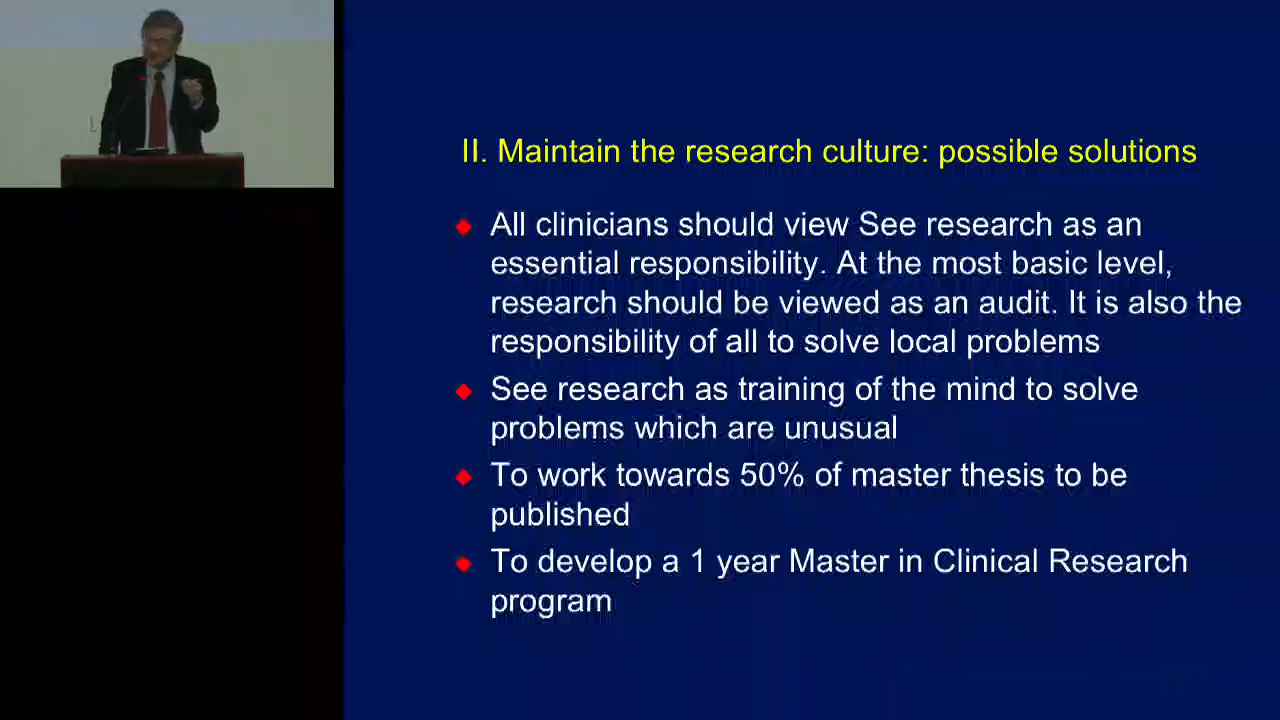 II. Maintain the research culture: possible solutions
All clinicians should view See research as an
essential responsibility. At the most basic level,
research should be viewed as an audit. It is also the
responsibility of all to solve local problems
See research as training of the mind to solve
problems which are unusual
To work towards 50% of master thesis to be
published
To develop a 1 year Master in Clinical Research
program